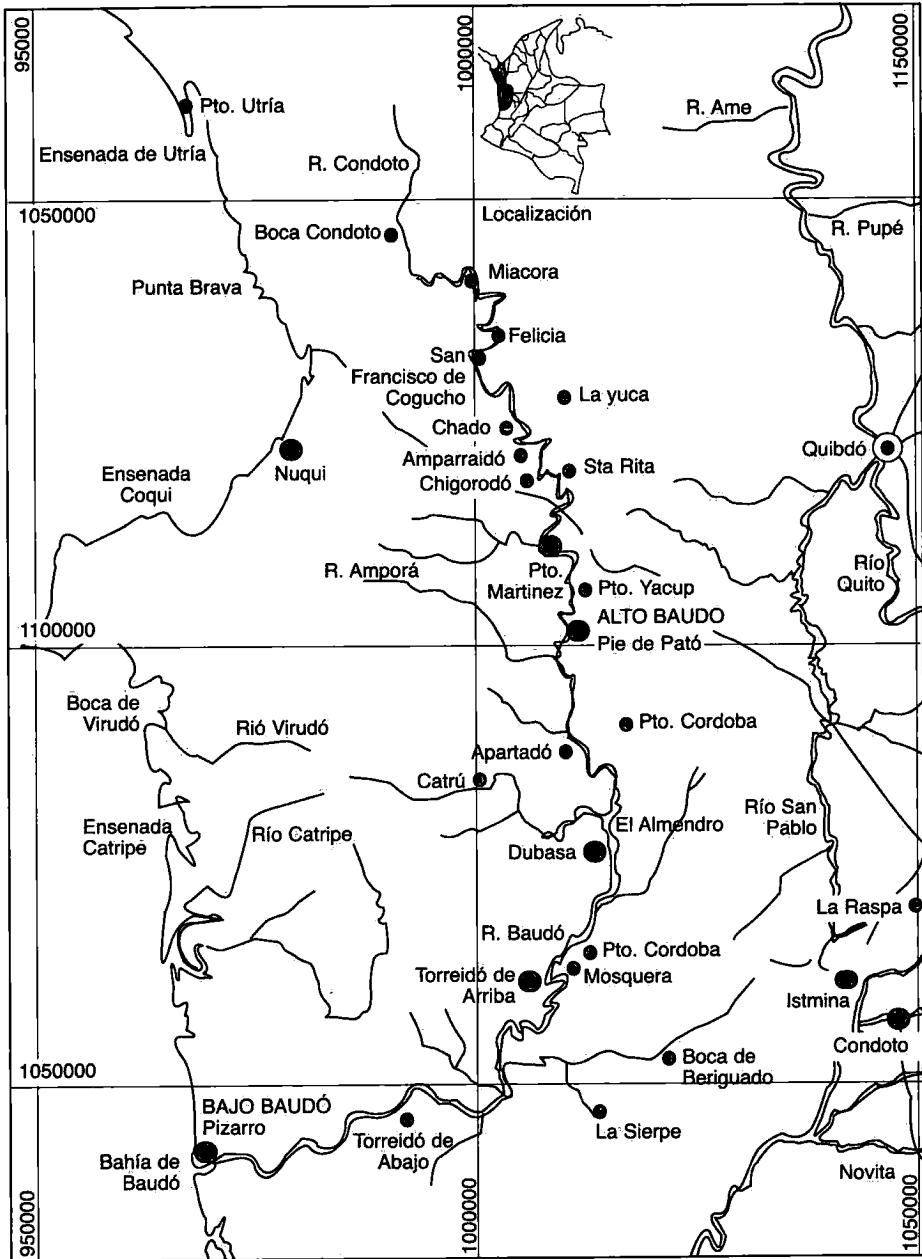 95000
1000000
1150000
Pto. Utría
R. Ame
Ensenada de Utría
R. Condoto
1050000
Localización
Boca Condoto
R. Pupé
Miacora
Punta Brava
Felicia
San
Francisco de
Cogucho
La yuca
Chado
Quibdó
Amparraidó
Sta Rita
Nuqui
Chigorodó
Ensenada
Coqui
R. Amporá
Pto.
Martinez
Río
Quito
Pto. Yacup
ALTO BAUDO
Pie de Pató
1100000
Boca de
Virudó
Rió Virudó
Pto. Cordoba
Apartadó
Catrú
Ensenada
Catripe
Río Catripe
El Almendro
Río San
Pablo
Dubasa
La Raspa
R. Baudó
Pto. Cordoba
Torreidó de
Arriba
Mosquera
Istmina
Condoto
1050000
Boca de
Beriguado
BAJO BAUDÓ
Pizarro
Torreidó de
Abajo
La Sierpe
Bahía de
Baudó
Novita
950000
1000000
1050000